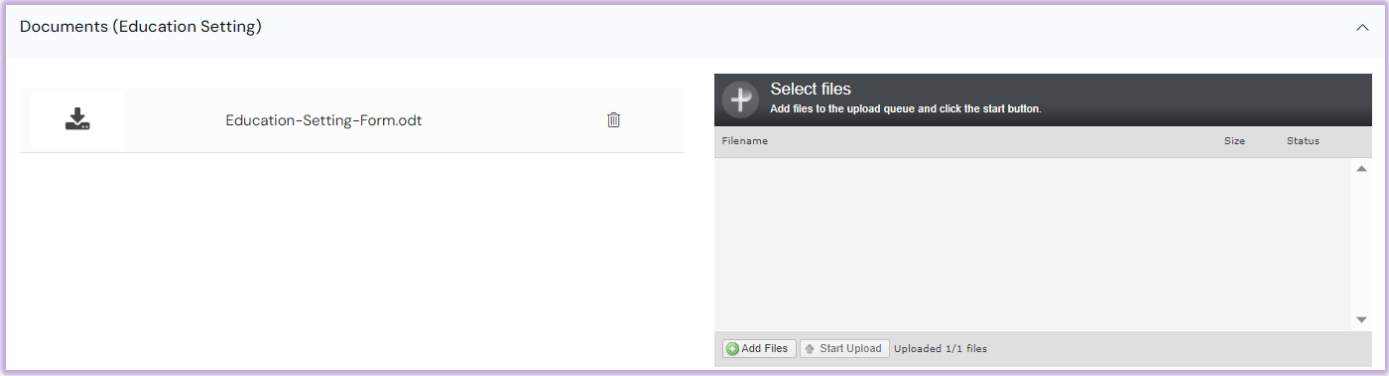 Documents (Education Setting)
Education-Setting-Form.odt
Select files
Add files to the upload queue and click the start button.
Filename Size Status
Add Files Start Upload Uploaded 1/1 files